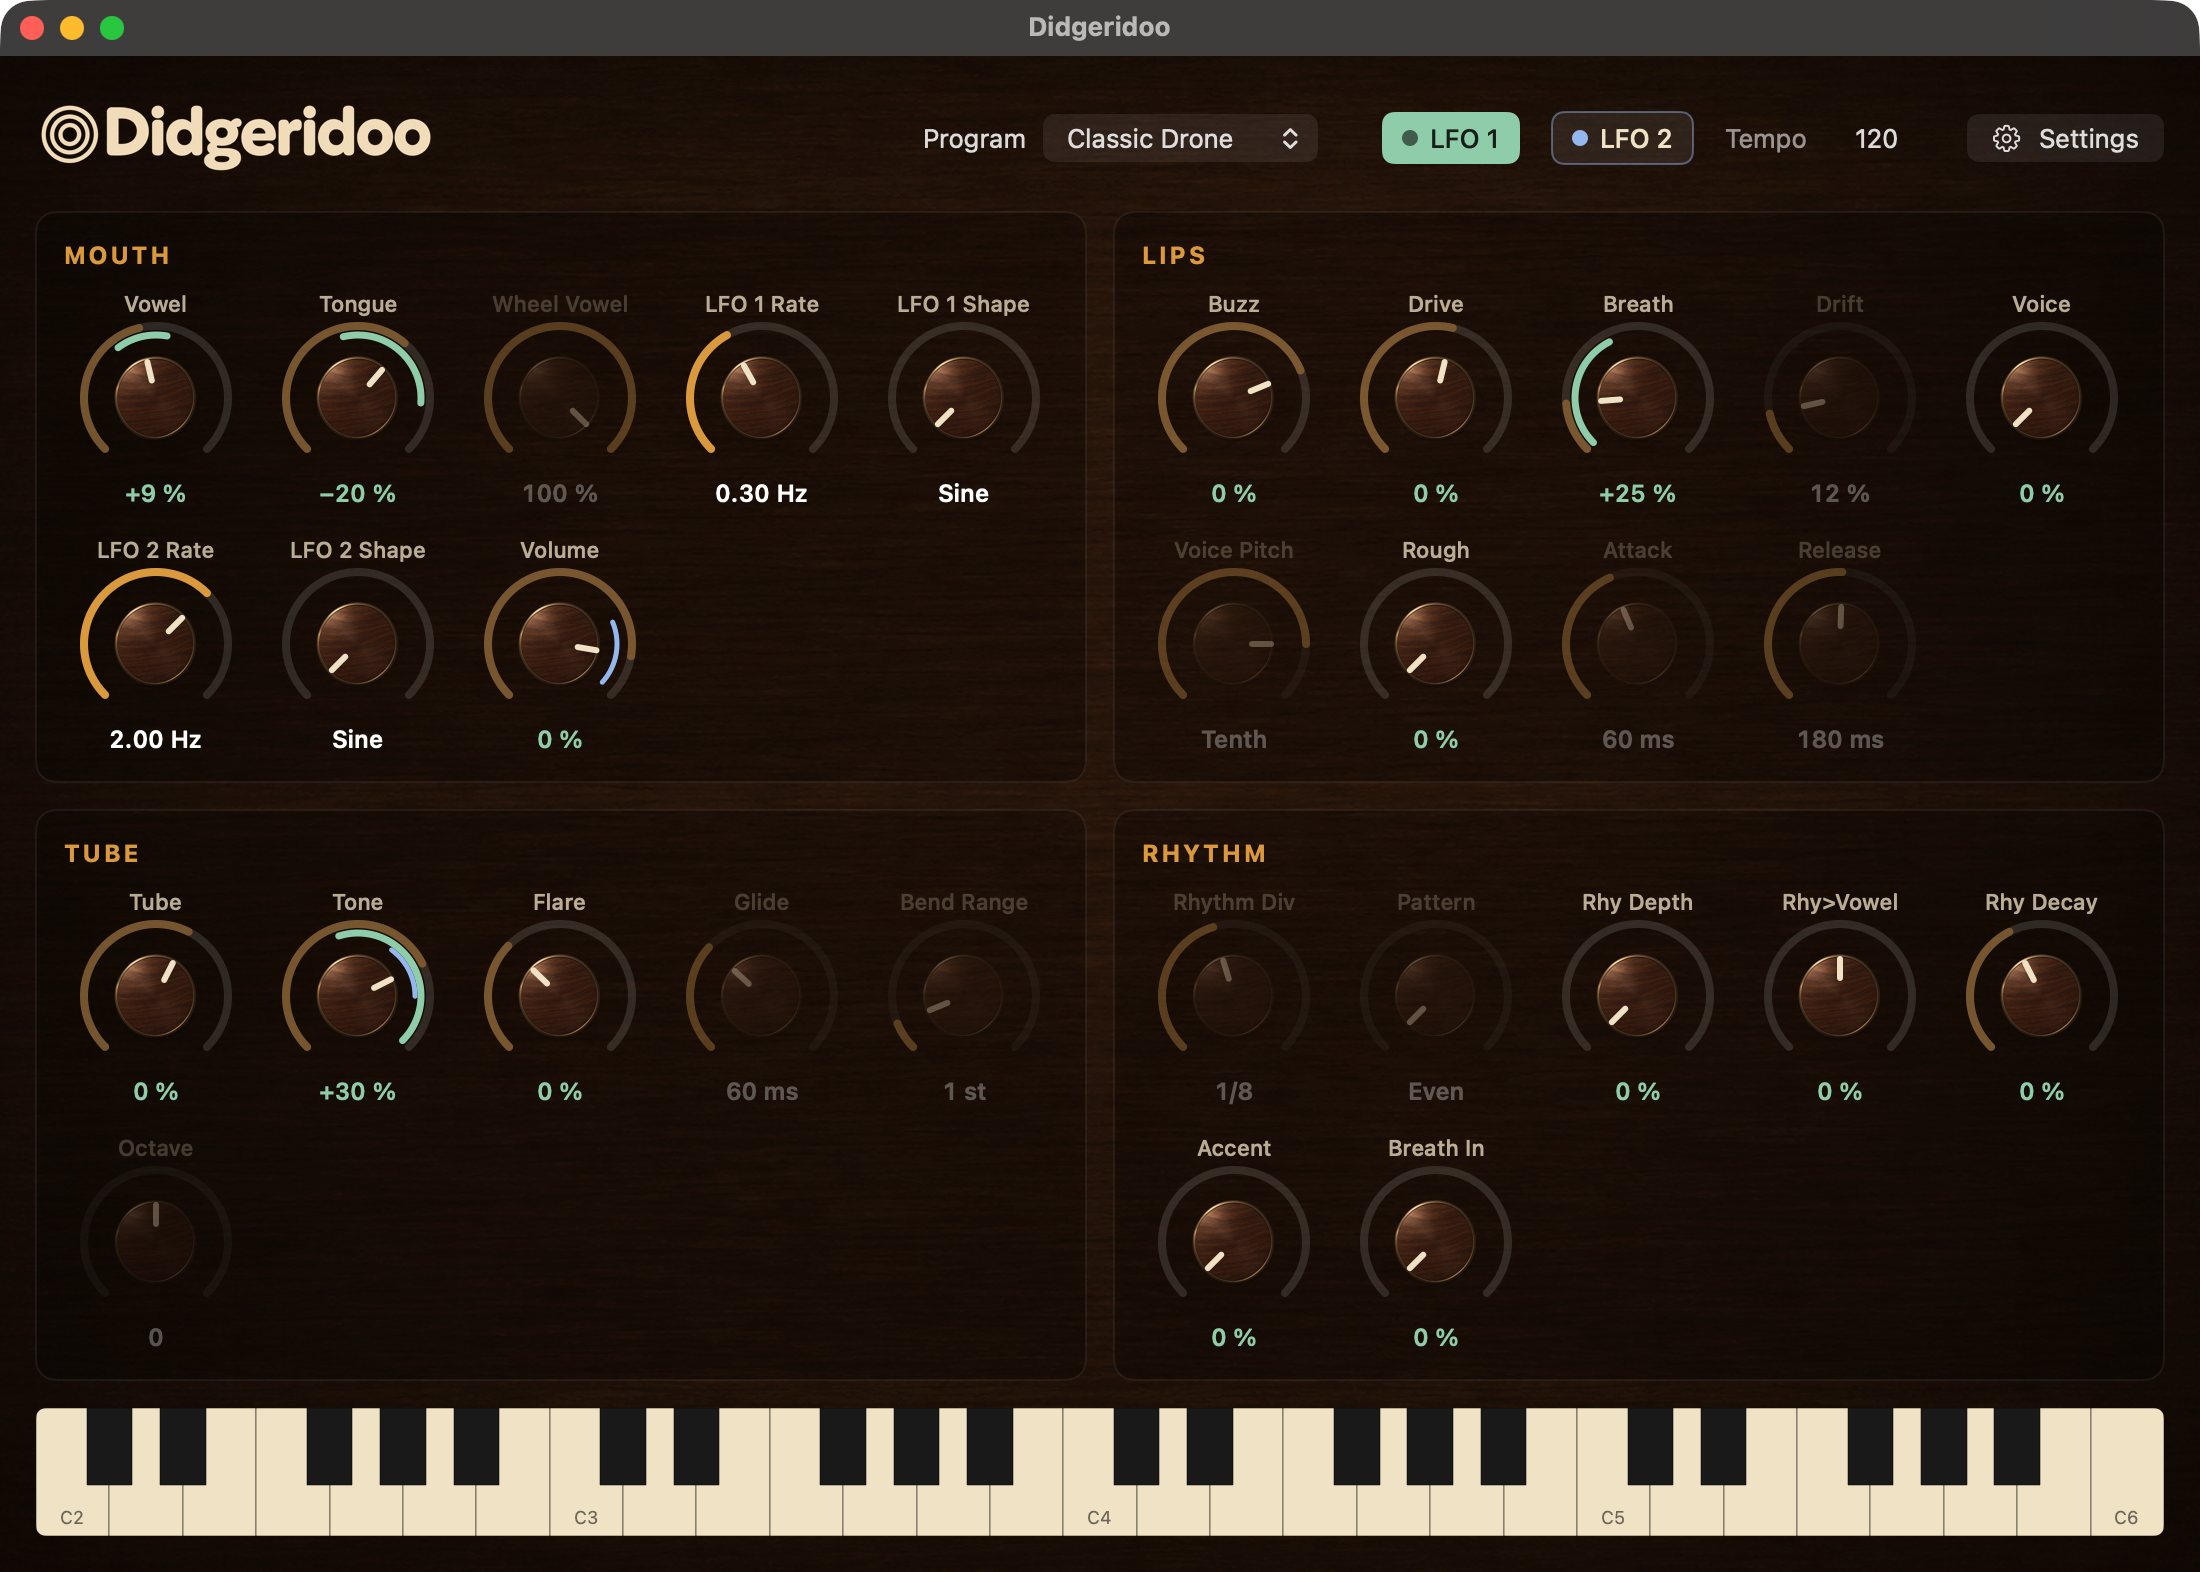 Didgeridoo
Didgeridoo
Program Classic Drone LFO 1 LFO 2 Tempo 120 Settings
MOUTH
Vowel Tongue Wheel Vowel LFO 1 Rate LFO 1 Shape
+9 % −20 % 100 % 0.30 Hz Sine
LFO 2 Rate LFO 2 Shape Volume
2.00 Hz Sine 0 %
LIPS
Buzz Drive Breath Drift Voice
0 % 0 % +25 % 12 % 0 %
Voice Pitch Rough Attack Release
Tenth 0 % 60 ms 180 ms
TUBE
Tube Tone Flare Glide Bend Range
0 % +30 % 0 % 60 ms 1 st
Octave
0
RHYTHM
Rhythm Div Pattern Rhy Depth Rhy>Vowel Rhy Decay
1/8 Even 0 % 0 % 0 %
Accent Breath In
0 % 0 %
C2 C3 C4 C5 C6